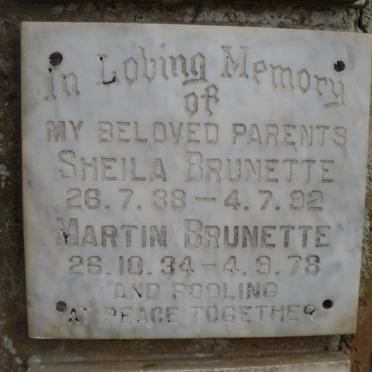 In Loving Memory
of
MY BELOVED PARENTS
SHEILA BRUNETTE
26.7.38 – 4.7.92
MARTIN BRUNETTE
26.10.34 – 4.9.78
AND POOLING
AT PEACE TOGETHER